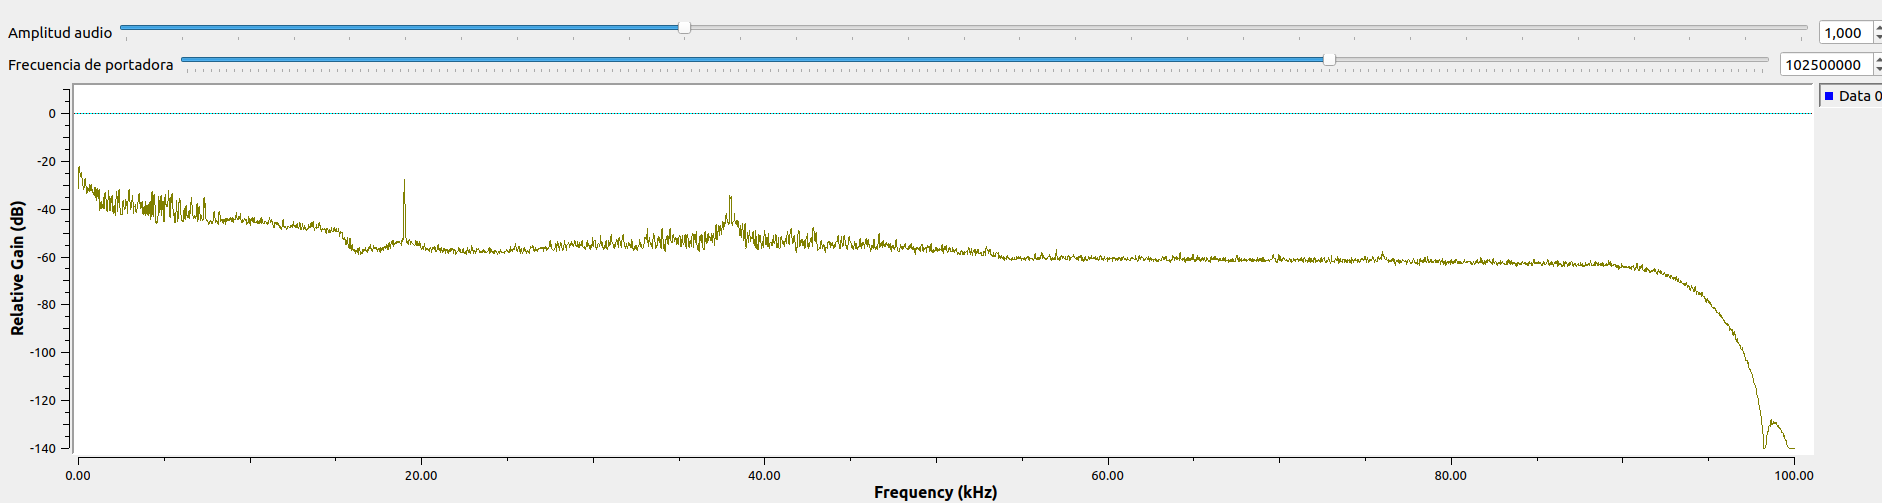 Amplitud audio 1,000
Frecuencia de portadora 102500000
Data 0
Relative Gain (dB)
0
-20
-40
-60
-80
-100
-120
-140
0.00 20.00 40.00 60.00 80.00 100.00
Frequency (kHz)